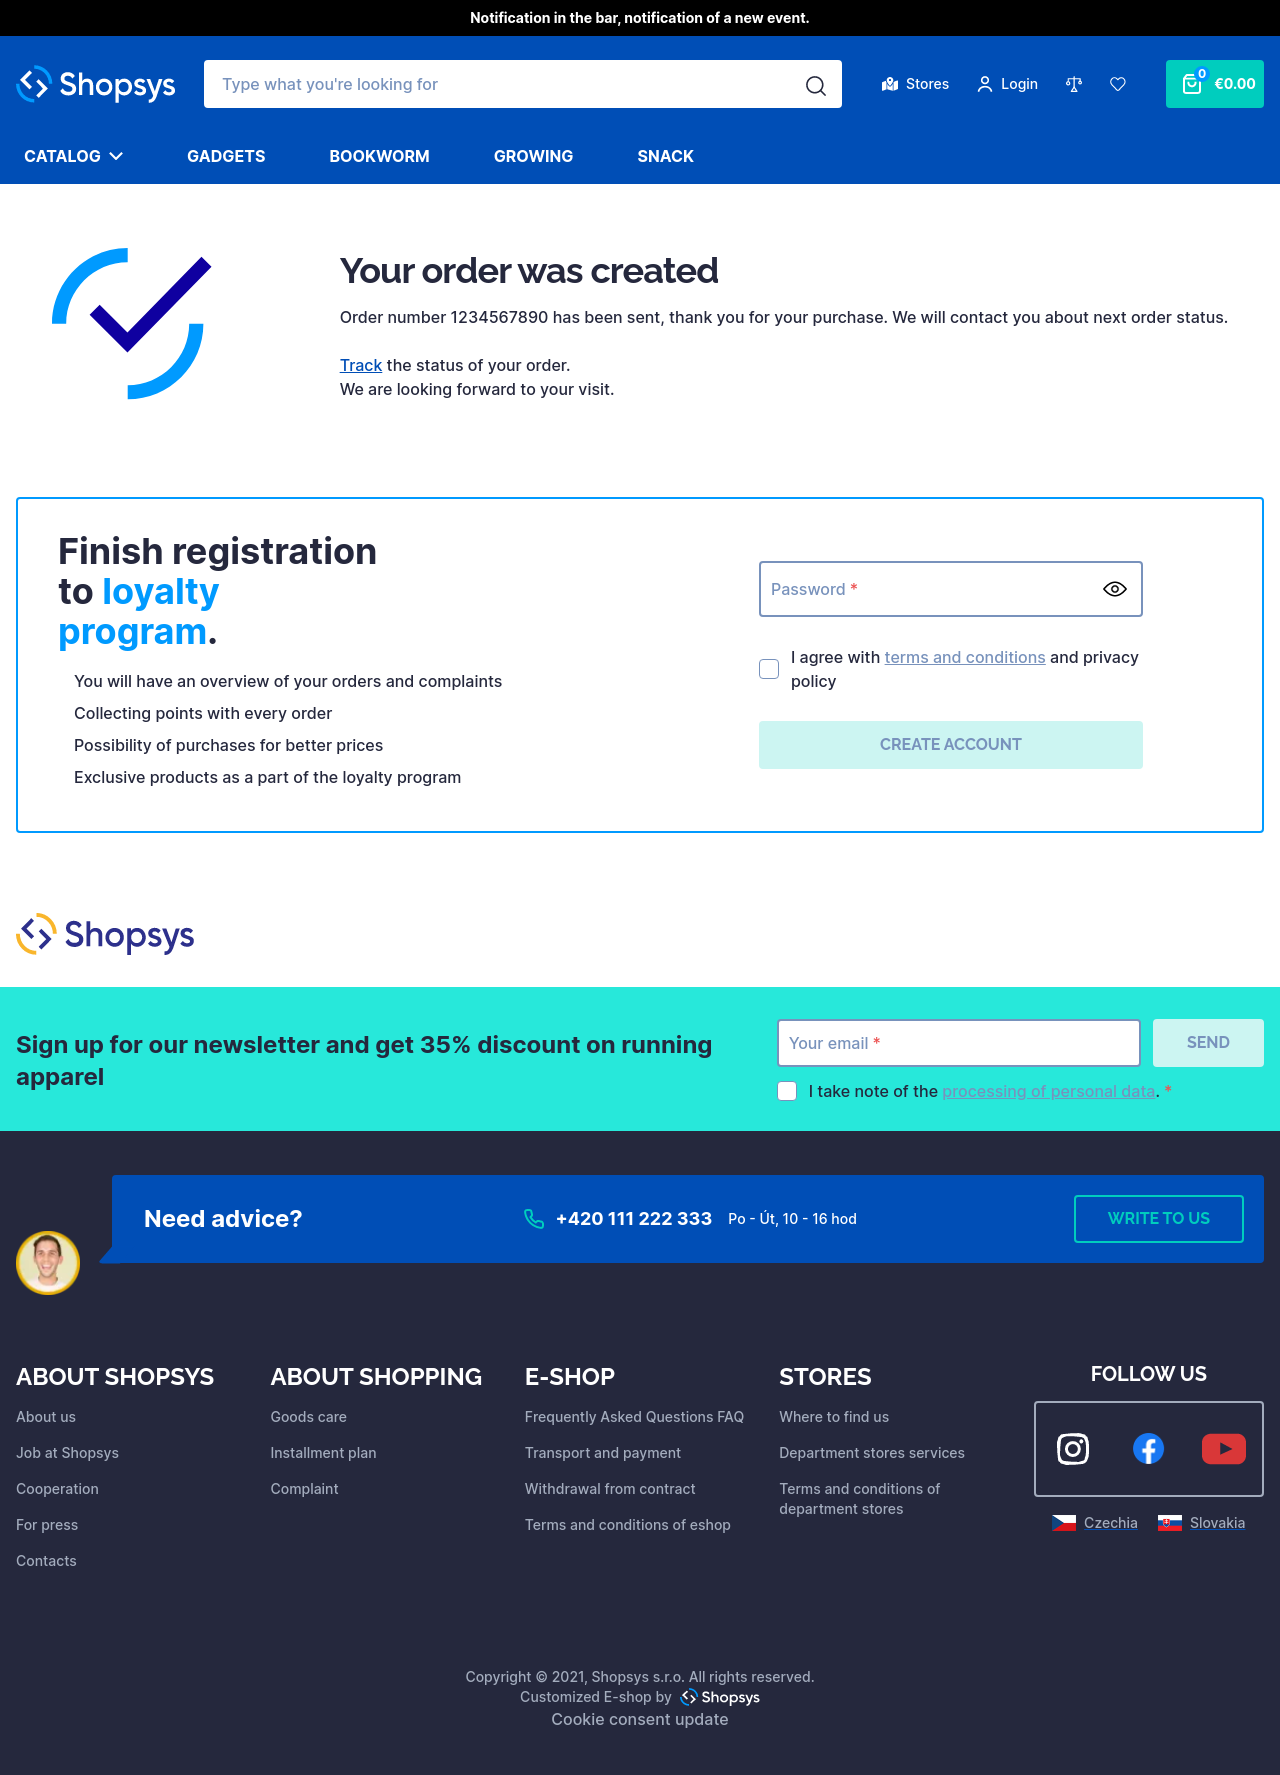 Notification in the bar, notification of a new event.
Shopsys
Type what you're looking for
Stores
Login
0
€0.00
CATALOG
GADGETS
BOOKWORM
GROWING
SNACK
Your order was created
Order number 1234567890 has been sent, thank you for your purchase. We will contact you about next order status.
Track the status of your order.
We are looking forward to your visit.
Finish registration
to loyalty
program.
You will have an overview of your orders and complaints
Collecting points with every order
Possibility of purchases for better prices
Exclusive products as a part of the loyalty program
Password *
I agree with terms and conditions and privacy
policy
CREATE ACCOUNT
Shopsys
Sign up for our newsletter and get 35% discount on running
apparel
Your email *
SEND
I take note of the processing of personal data. *
Need advice?
+420 111 222 333
Po - Út, 10 - 16 hod
WRITE TO US
ABOUT SHOPSYS
About us
Job at Shopsys
Cooperation
For press
Contacts
ABOUT SHOPPING
Goods care
Installment plan
Complaint
E-SHOP
Frequently Asked Questions FAQ
Transport and payment
Withdrawal from contract
Terms and conditions of eshop
STORES
Where to find us
Department stores services
Terms and conditions of
department stores
FOLLOW US
Czechia
Slovakia
Copyright © 2021, Shopsys s.r.o. All rights reserved.
Customized E-shop by Shopsys
Cookie consent update